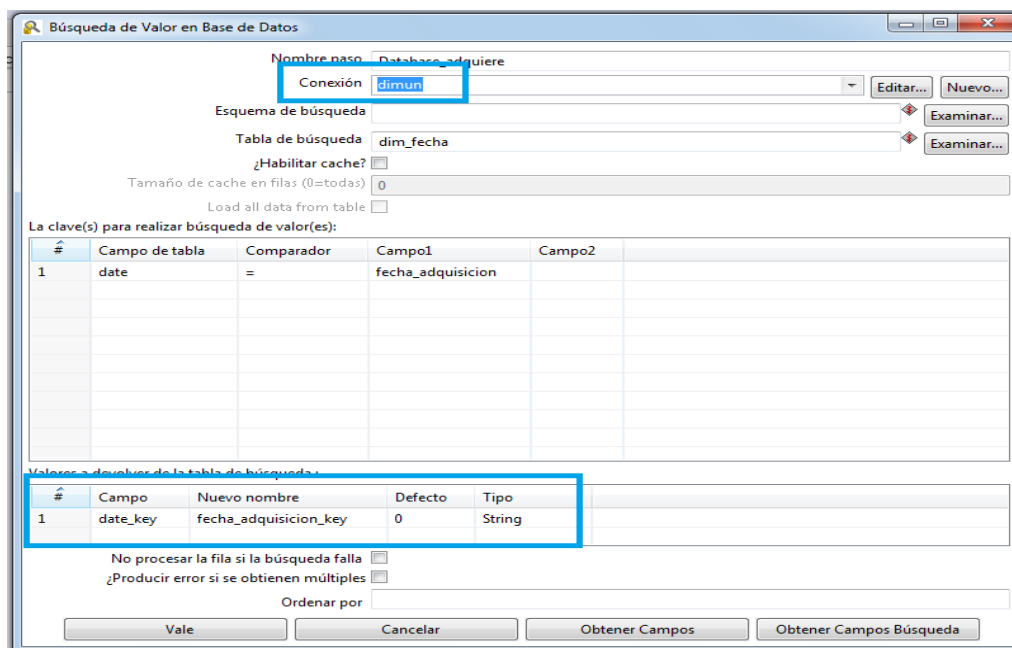 Búsqueda de Valor en Base de Datos
Nombre paso Database_adquiere
Conexión dimun Editar... Nuevo...
Esquema de búsqueda Examinar...
Tabla de búsqueda dim_fecha Examinar...
¿Habilitar cache?
Tamaño de cache en filas (0=todas) 0
Load all data from table
La clave(s) para realizar búsqueda de valor(es):
# Campo de tabla Comparador Campo1 Campo2
1 date = fecha_adquisicion
Valores a devolver de la tabla de búsqueda :
# Campo Nuevo nombre Defecto Tipo
1 date_key fecha_adquisicion_key 0 String
No procesar la fila si la búsqueda falla
¿Producir error si se obtienen múltiples
Ordenar por
Vale Cancelar Obtener Campos Obtener Campos Búsqueda